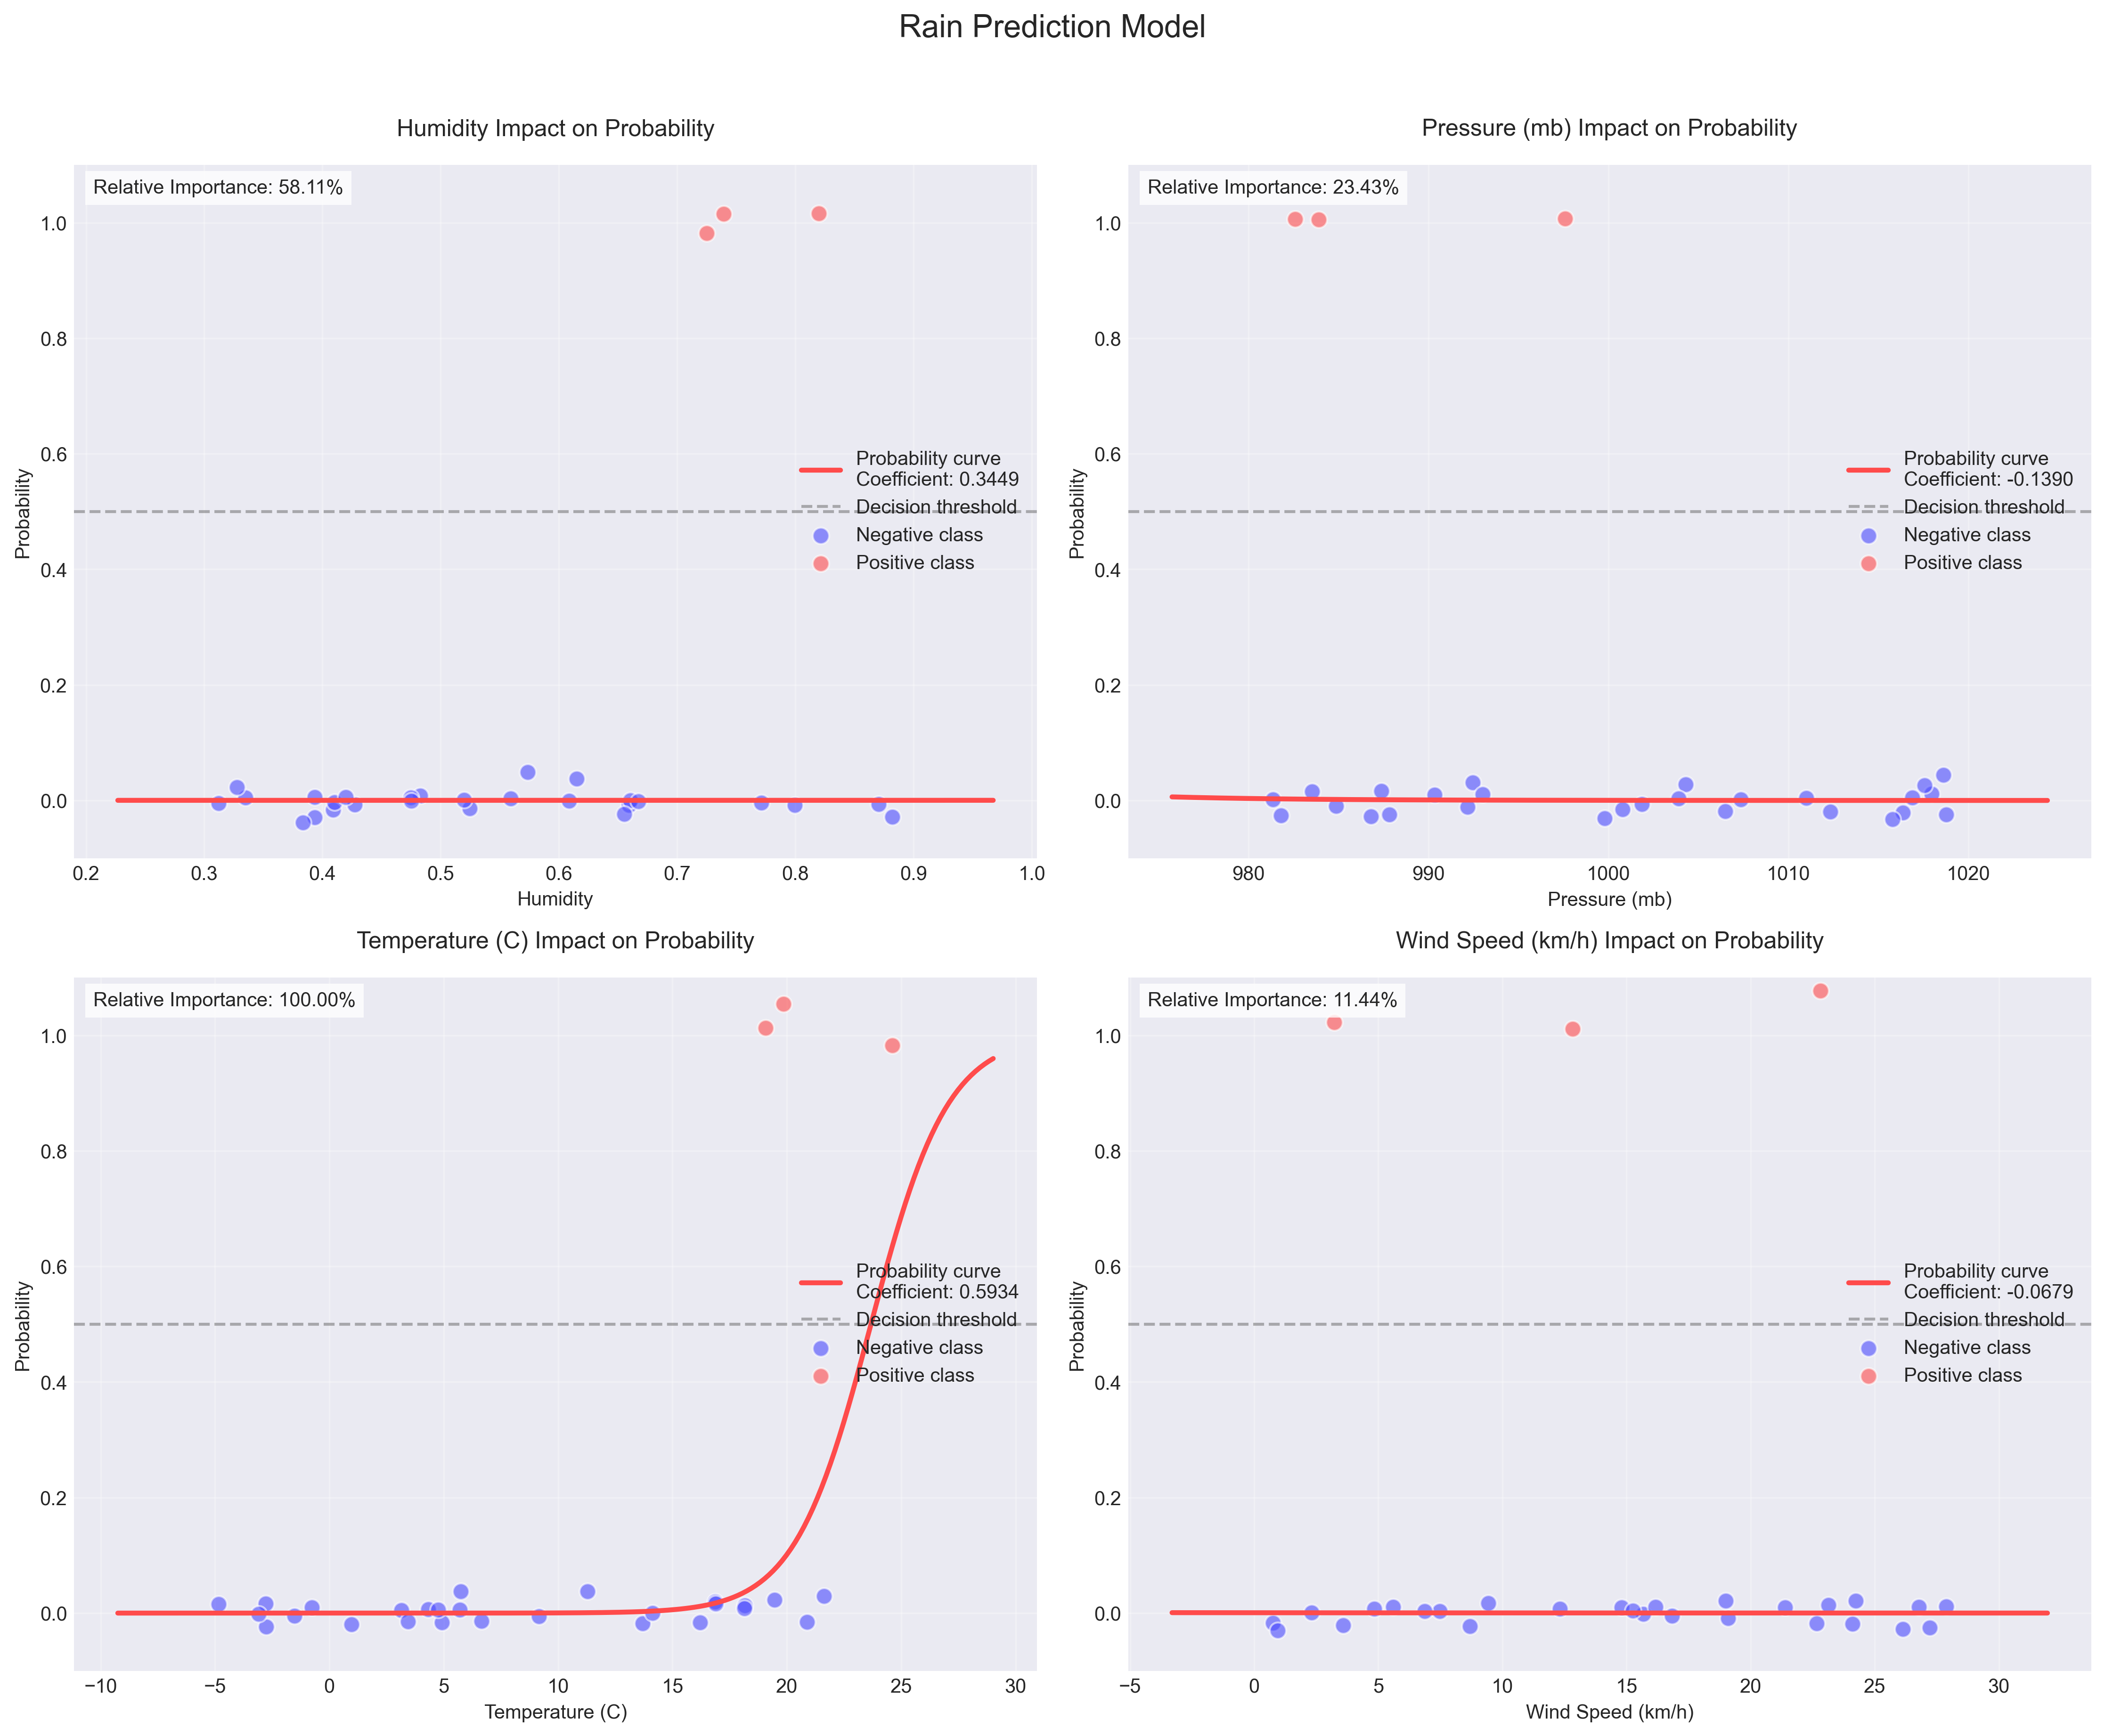 Rain Prediction Model
Humidity Impact on Probability
Relative Importance: 58.11%
1.0
0.8
0.6
0.4
0.2
0.0
Probability
Probability curve
Coefficient: 0.3449
Decision threshold
Negative class
Positive class
0.2 0.3 0.4 0.5 0.6 0.7 0.8 0.9 1.0
Humidity
Pressure (mb) Impact on Probability
Relative Importance: 23.43%
1.0
0.8
0.6
0.4
0.2
0.0
Probability
Probability curve
Coefficient: -0.1390
Decision threshold
Negative class
Positive class
980 990 1000 1010 1020
Pressure (mb)
Temperature (C) Impact on Probability
Relative Importance: 100.00%
1.0
0.8
0.6
0.4
0.2
0.0
Probability
Probability curve
Coefficient: 0.5934
Decision threshold
Negative class
Positive class
−10 −5 0 5 10 15 20 25 30
Temperature (C)
Wind Speed (km/h) Impact on Probability
Relative Importance: 11.44%
1.0
0.8
0.6
0.4
0.2
0.0
Probability
Probability curve
Coefficient: -0.0679
Decision threshold
Negative class
Positive class
−5 0 5 10 15 20 25 30
Wind Speed (km/h)